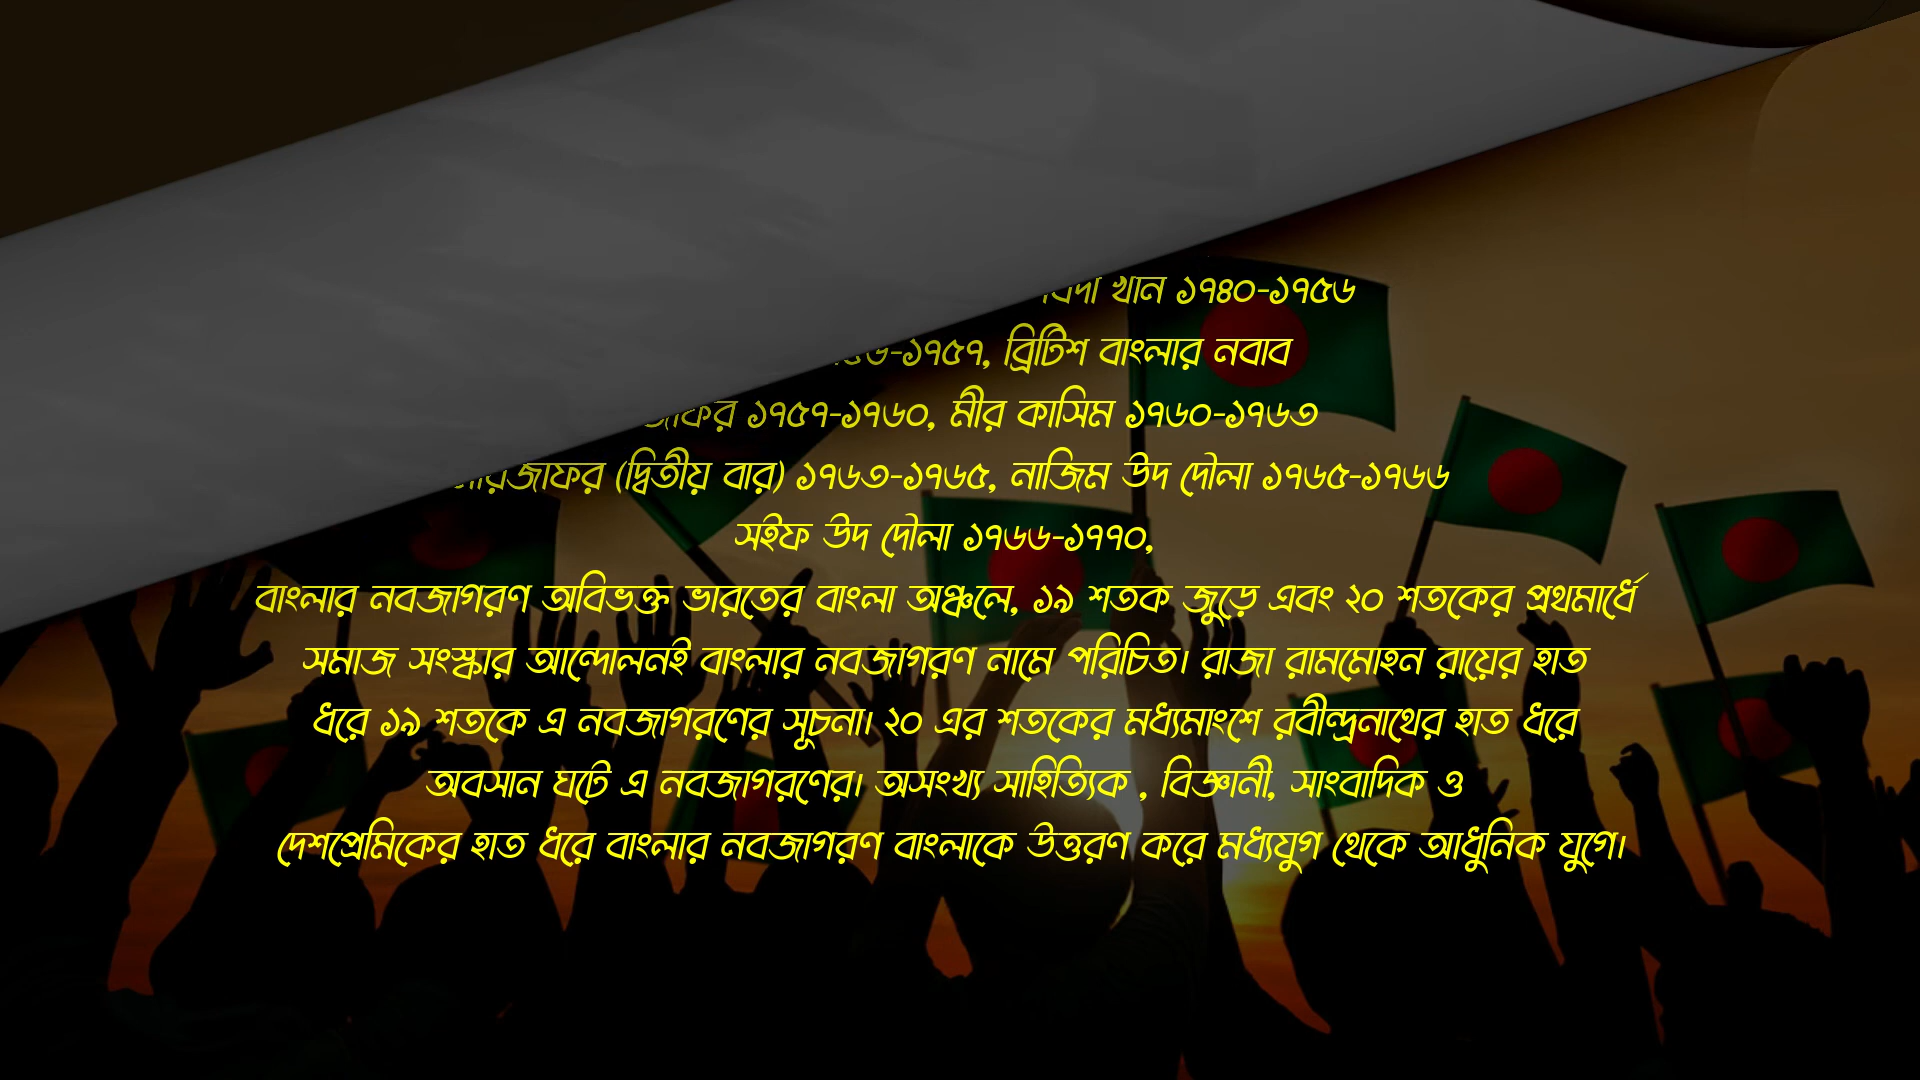 খান ১৭৪০-১৭৫৬
-১৭৫৭, ব্রিটিশ বাংলার নবাব
১৭৫৭-১৭৬০, মীর কাসিম ১৭৬০-১৭৬৩
(দ্বিতীয় বার) ১৭৬৩-১৭৬৫, নাজিম উদ দৌলা ১৭৬৫-১৭৬৬
সইফ উদ দৌলা ১৭৬৬-১৭৭০,
বাংলার নবজাগরণ অবিভক্ত ভারতের বাংলা অঞ্চলে, ১৯ শতক জুড়ে এবং ২০ শতকের প্রথমার্ধে
সমাজ সংস্কার আন্দোলনই বাংলার নবজাগরণ নামে পরিচিত। রাজা রামমোহন রায়ের হাত
ধরে ১৯ শতকে এ নবজাগরণের সূচনা। ২০ এর শতকের মধ্যমাংশে রবীন্দ্রনাথের হাত ধরে
অবসান ঘটে এ নবজাগরণের। অসংখ্য সাহিত্যিক , বিজ্ঞানী, সাংবাদিক ও
দেশপ্রেমিকের হাত ধরে বাংলার নবজাগরণ বাংলাকে উত্তরণ করে মধ্যযুগ থেকে আধুনিক যুগে।